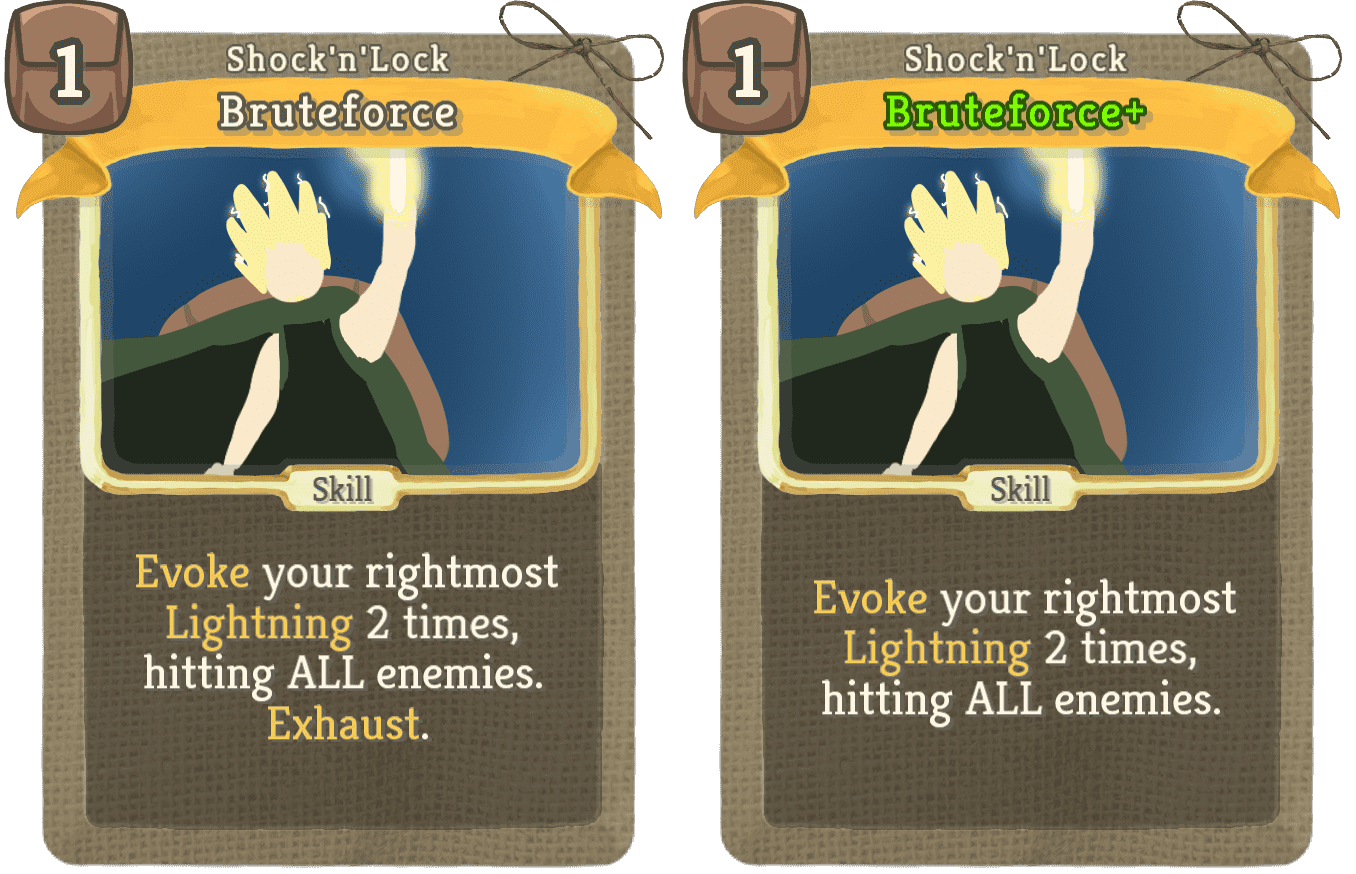 1
Shock'n'Lock
Bruteforce
Skill
Evoke your rightmost
Lightning 2 times,
hitting ALL enemies.
Exhaust.
1
Shock'n'Lock
Bruteforce+
Skill
Evoke your rightmost
Lightning 2 times,
hitting ALL enemies.